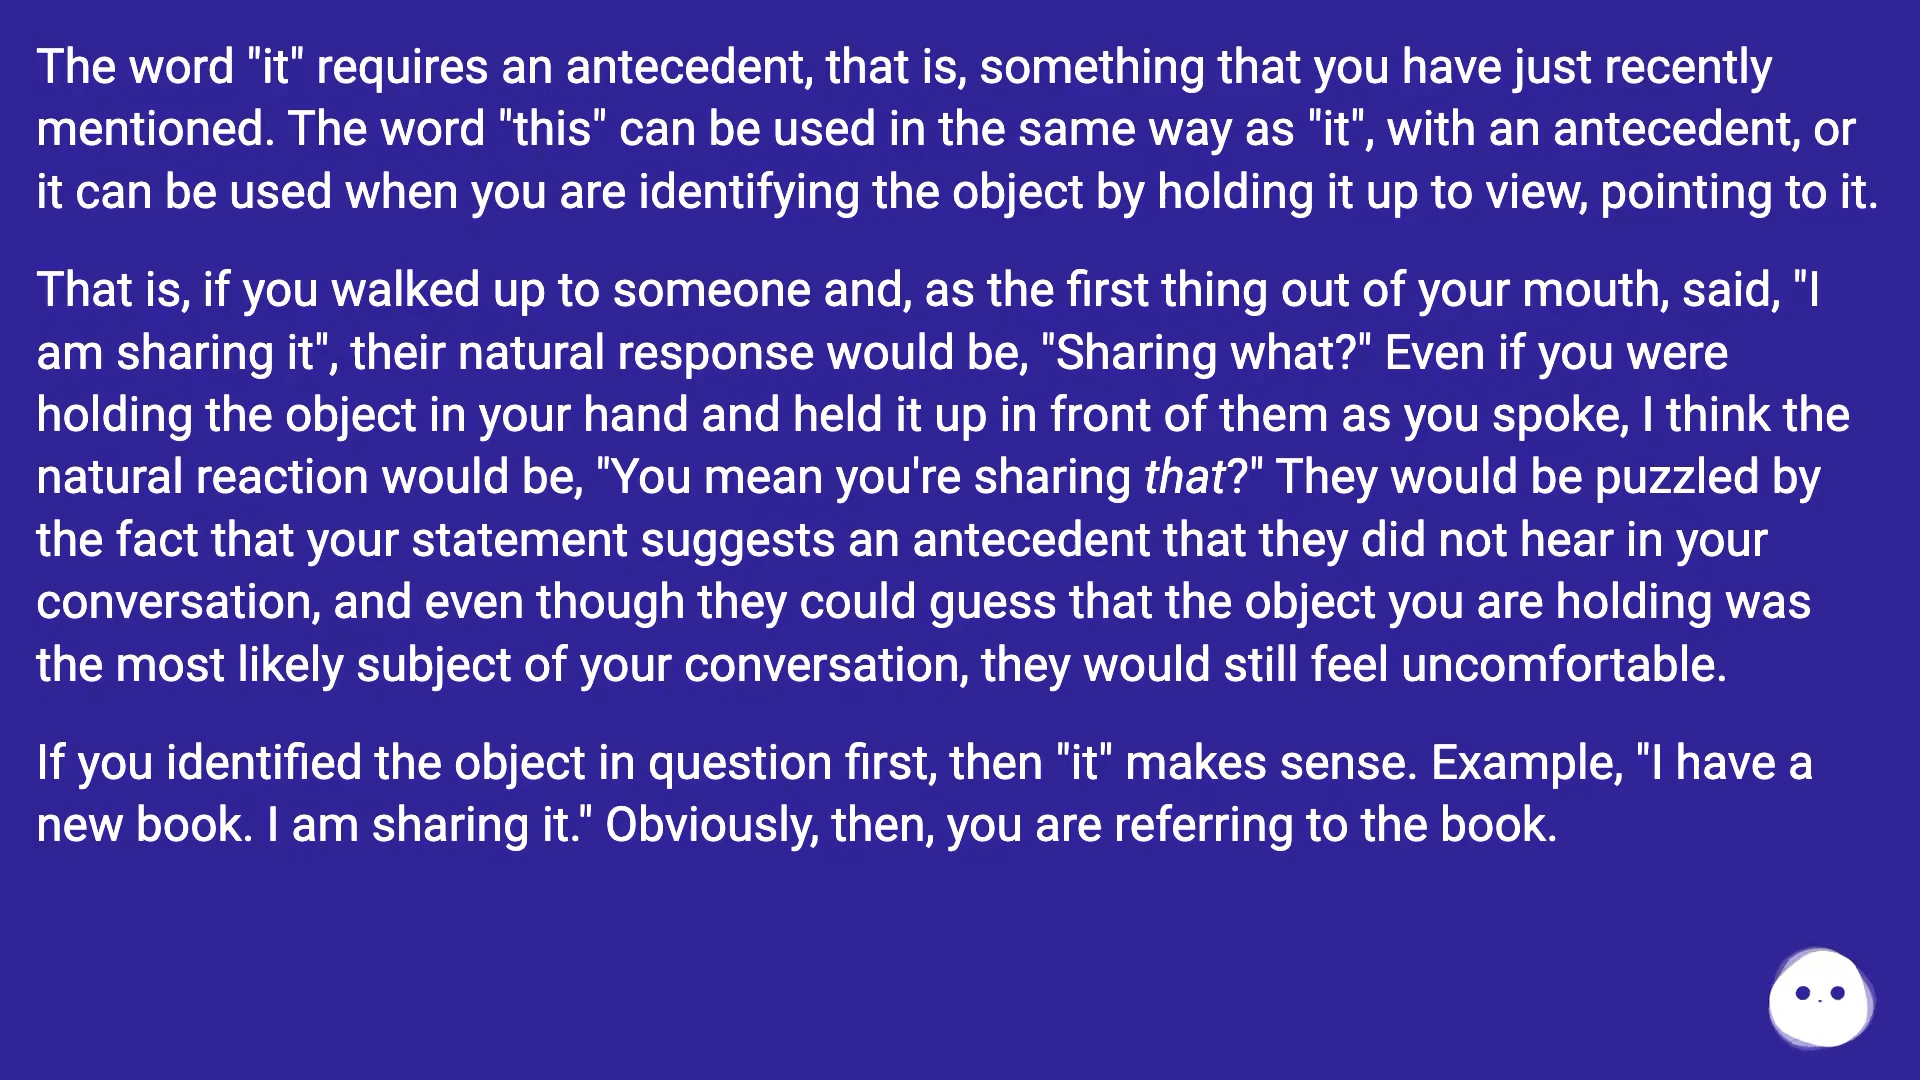 The word "it" requires an antecedent, that is, something that you have just recently
mentioned. The word "this" can be used in the same way as "it", with an antecedent, or
it can be used when you are identifying the object by holding it up to view, pointing to it.
That is, if you walked up to someone and, as the first thing out of your mouth, said, "I
am sharing it", their natural response would be, "Sharing what?" Even if you were
holding the object in your hand and held it up in front of them as you spoke, I think the
natural reaction would be, "You mean you're sharing that?" They would be puzzled by
the fact that your statement suggests an antecedent that they did not hear in your
conversation, and even though they could guess that the object you are holding was
the most likely subject of your conversation, they would still feel uncomfortable.
If you identified the object in question first, then "it" makes sense. Example, "I have a
new book. I am sharing it." Obviously, then, you are referring to the book.